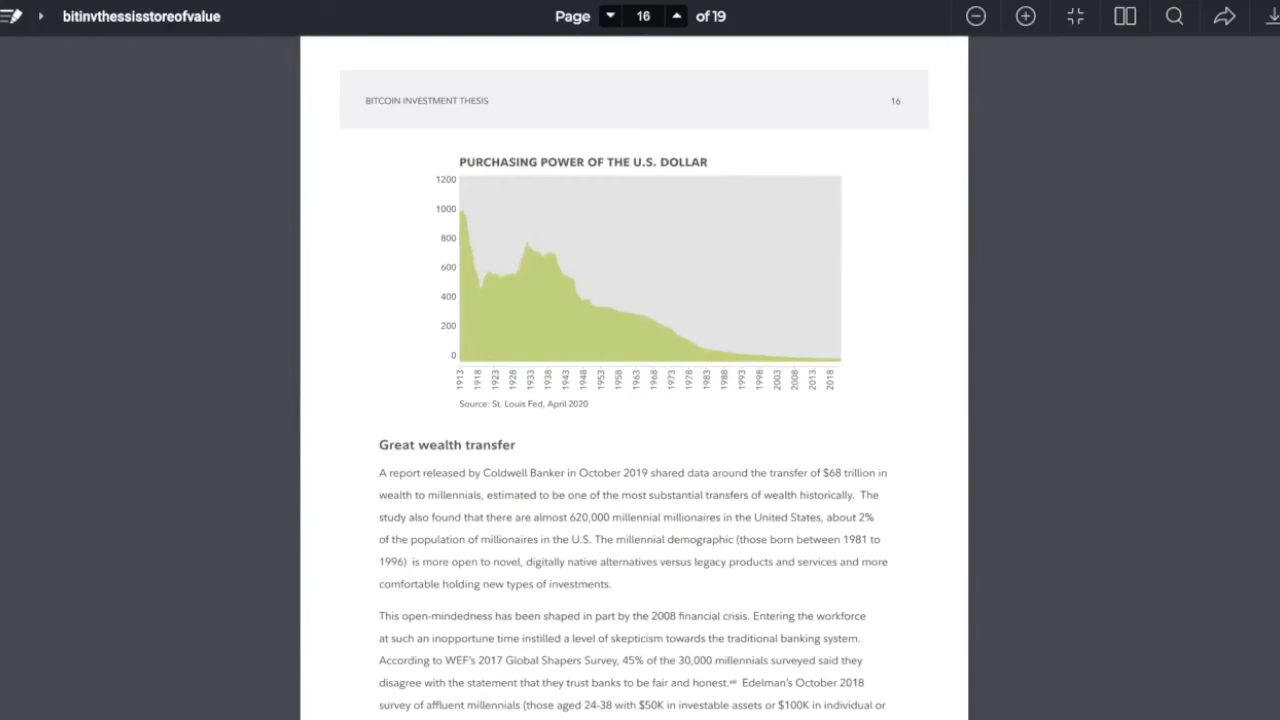 bitinvthessisstoreofvalue
Page 16 of 19
BITCOIN INVESTMENT THESIS 16
PURCHASING POWER OF THE U.S. DOLLAR
1200
1000
800
600
400
200
0
1913 1918 1923 1928 1933 1938 1943 1948 1953 1958 1963 1968 1973 1978 1983 1988 1993 1998 2003 2008 2013 2018
Source: St. Louis Fed, April 2020
Great wealth transfer
A report released by Coldwell Banker in October 2019 shared data around the transfer of $68 trillion in
wealth to millennials, estimated to be one of the most substantial transfers of wealth historically. The
study also found that there are almost 620,000 millennial millionaires in the United States, about 2%
of the population of millionaires in the U.S. The millennial demographic (those born between 1981 to
1996) is more open to novel, digitally native alternatives versus legacy products and services and more
comfortable holding new types of investments.
This open-mindedness has been shaped in part by the 2008 financial crisis. Entering the workforce
at such an inopportune time instilled a level of skepticism towards the traditional banking system.
According to WEF's 2017 Global Shapers Survey, 45% of the 30,000 millennials surveyed said they
disagree with the statement that they trust banks to be fair and honest. Edelman's October 2018
survey of affluent millennials (those aged 24-38 with $50K in investable assets or $100K in individual or